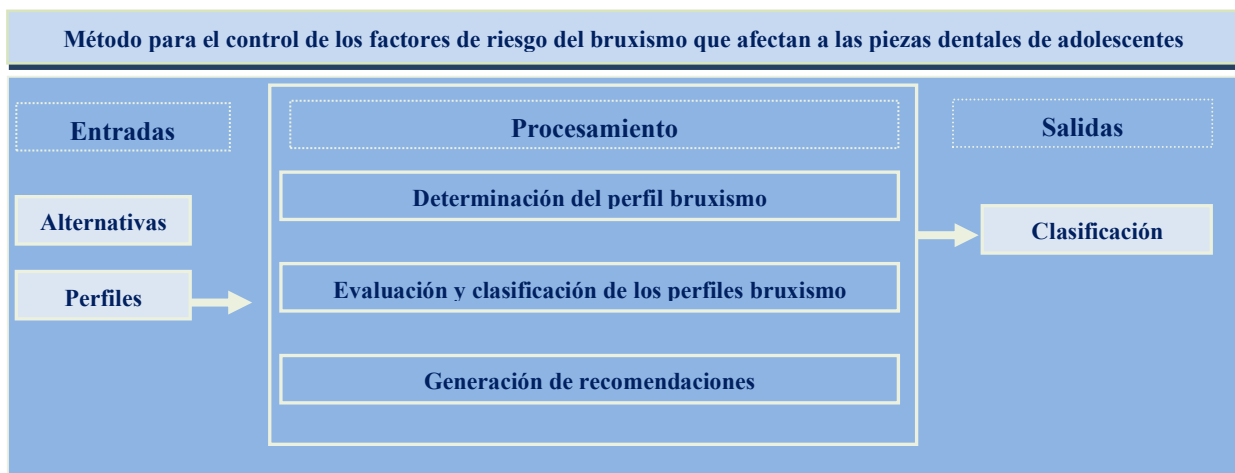 Método para el control de los factores de riesgo del bruxismo que afectan a las piezas dentales de adolescentes
Entradas
Alternativas
Perfiles
Procesamiento
Determinación del perfil bruxismo
Evaluación y clasificación de los perfiles bruxismo
Generación de recomendaciones
Salidas
Clasificación